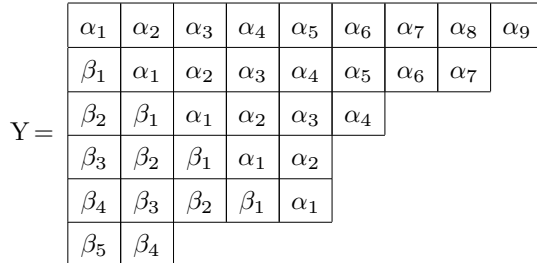 α₁ α₂ α₃ α₄ α₅ α₆ α₇ α₈ α₉
β₁ α₁ α₂ α₃ α₄ α₅ α₆ α₇
Y = β₂ β₁ α₁ α₂ α₃ α₄
β₃ β₂ β₁ α₁ α₂
β₄ β₃ β₂ β₁ α₁
β₅ β₄